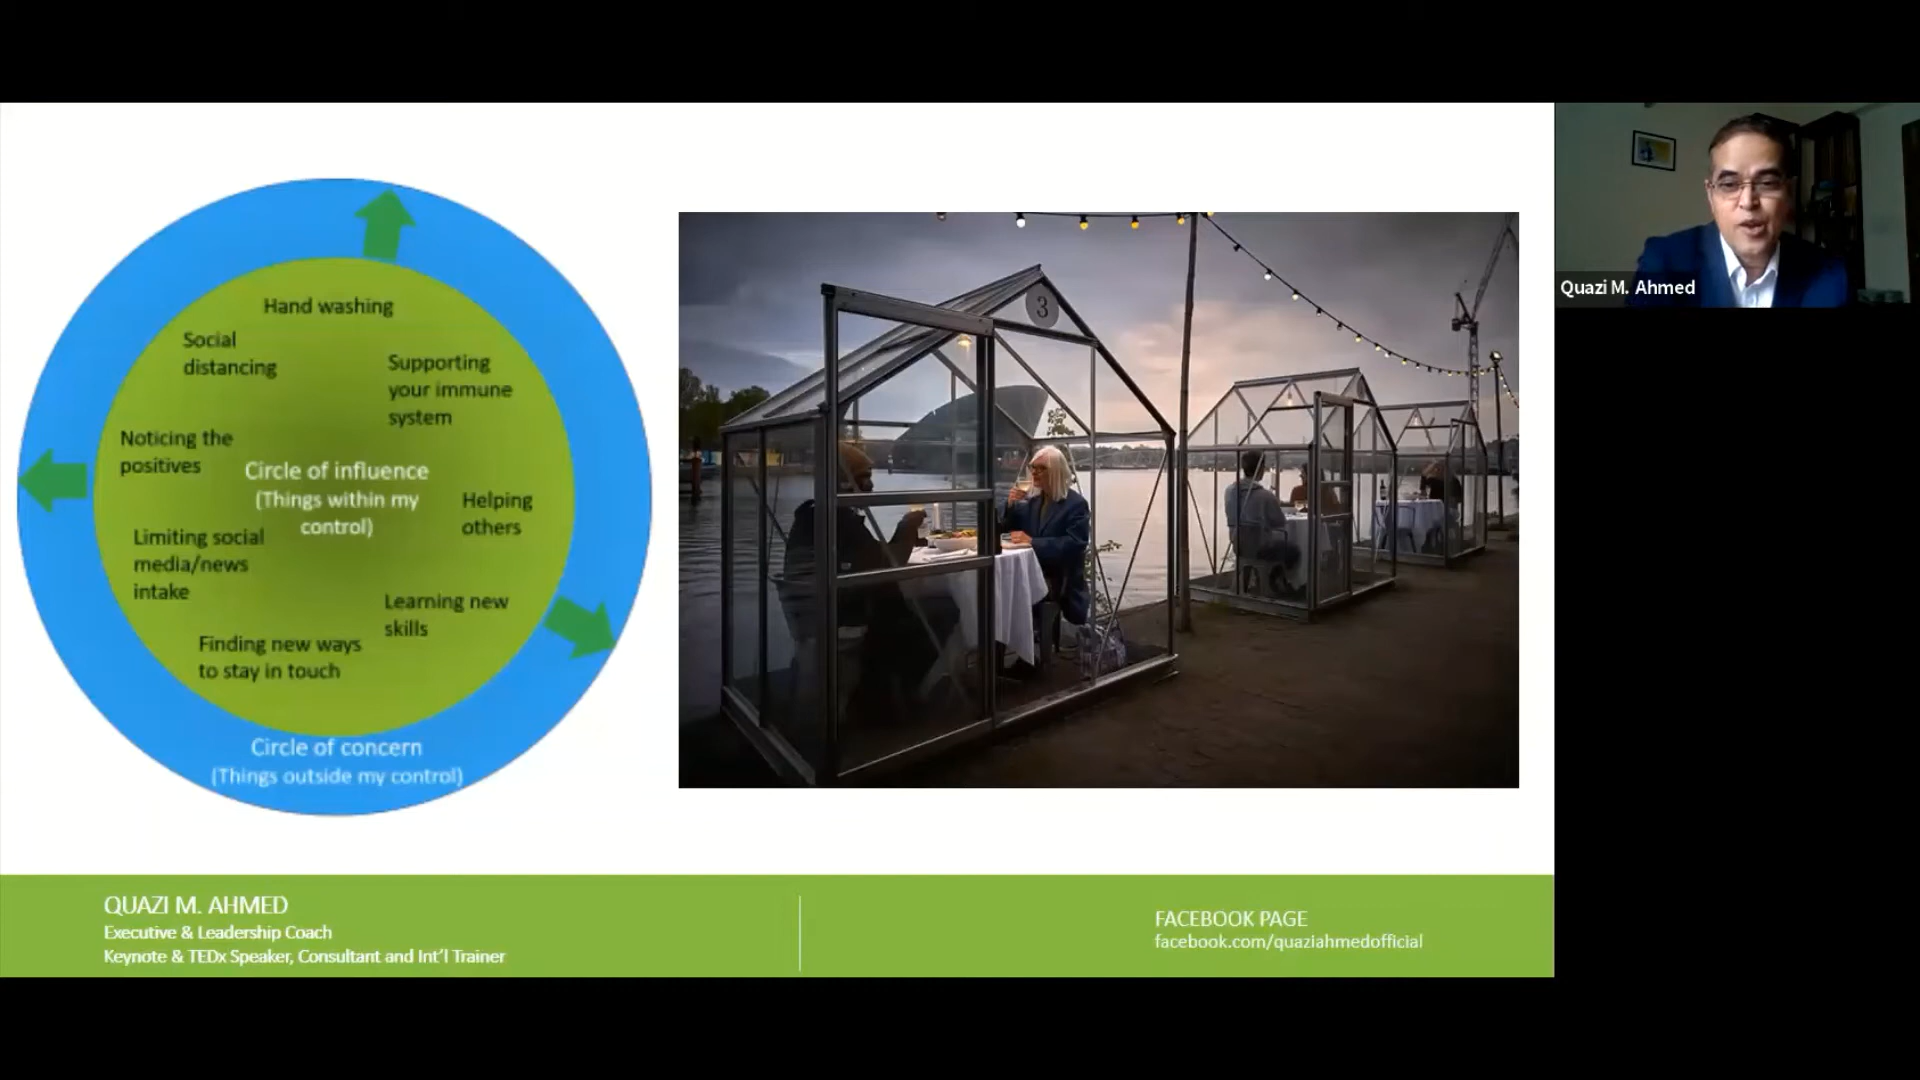 Hand washing
Social
distancing
Supporting
your immune
system
Noticing the
positives
Circle of influence
(Things within my
control)
Helping
others
Limiting social
media/news
intake
Learning new
skills
Finding new ways
to stay in touch
Circle of concern
(Things outside my control)
3
Quazi M. Ahmed
QUAZI M. AHMED
Executive & Leadership Coach
Keynote & TEDx Speaker, Consultant and Int'l Trainer
FACEBOOK PAGE
facebook.com/quaziahmedofficial